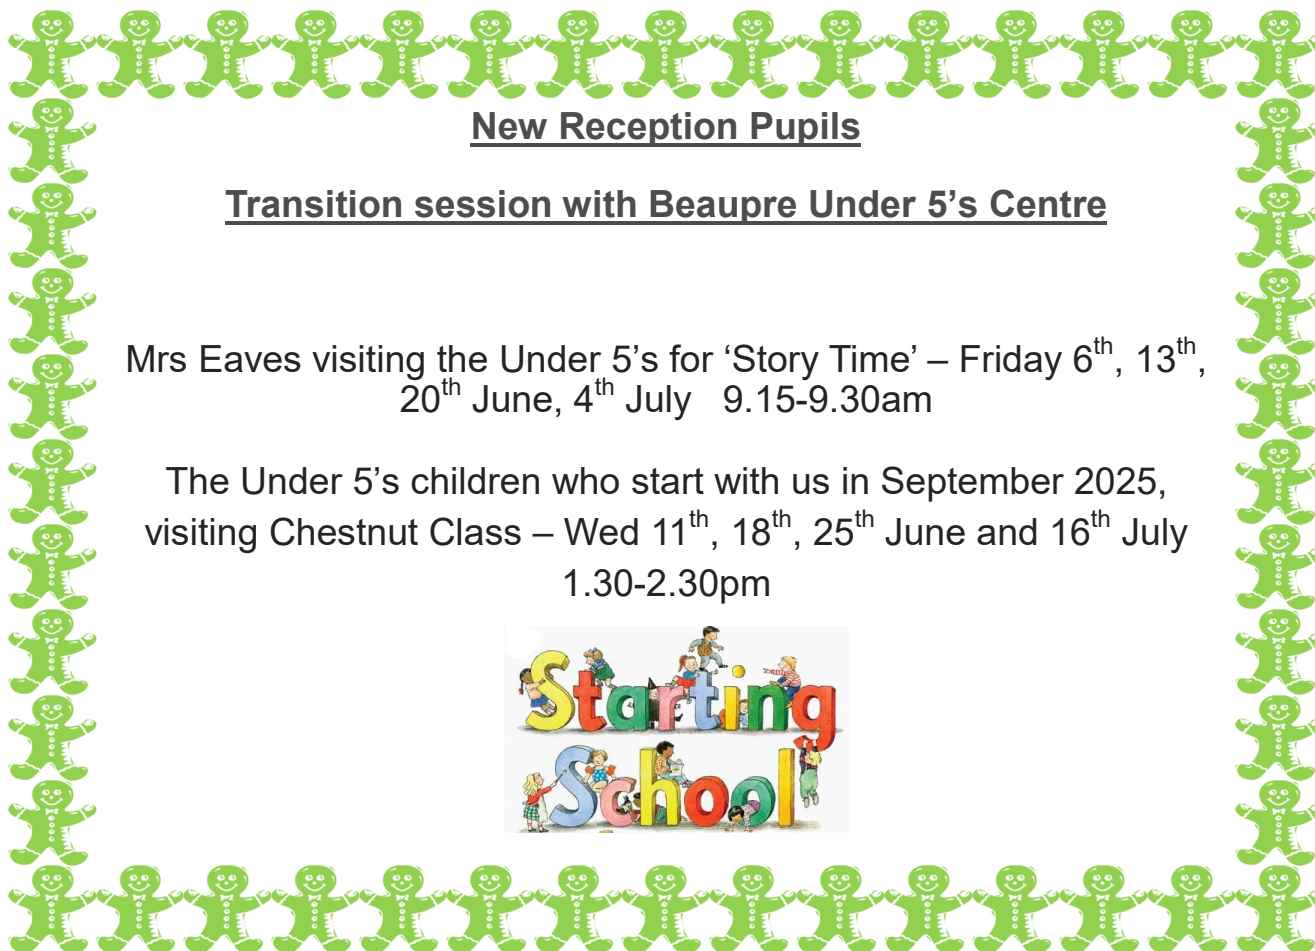 New Reception Pupils
Transition session with Beaupre Under 5’s Centre
Mrs Eaves visiting the Under 5’s for ‘Story Time’ – Friday 6th, 13th,
20th June, 4th July 9.15-9.30am
The Under 5’s children who start with us in September 2025,
visiting Chestnut Class – Wed 11th, 18th, 25th June and 16th July
1.30-2.30pm
Starting
School